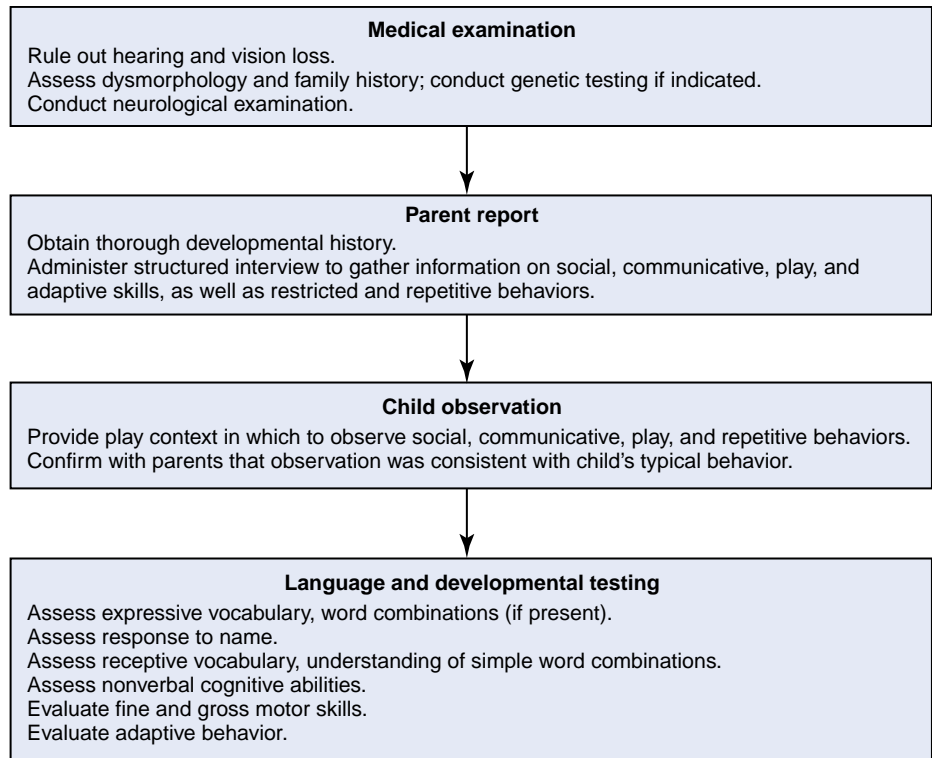 Medical examination
Rule out hearing and vision loss.
Assess dysmorphology and family history; conduct genetic testing if indicated.
Conduct neurological examination.
Parent report
Obtain thorough developmental history.
Administer structured interview to gather information on social, communicative, play, and
adaptive skills, as well as restricted and repetitive behaviors.
Child observation
Provide play context in which to observe social, communicative, play, and repetitive behaviors.
Confirm with parents that observation was consistent with child's typical behavior.
Language and developmental testing
Assess expressive vocabulary, word combinations (if present).
Assess response to name.
Assess receptive vocabulary, understanding of simple word combinations.
Assess nonverbal cognitive abilities.
Evaluate fine and gross motor skills.
Evaluate adaptive behavior.